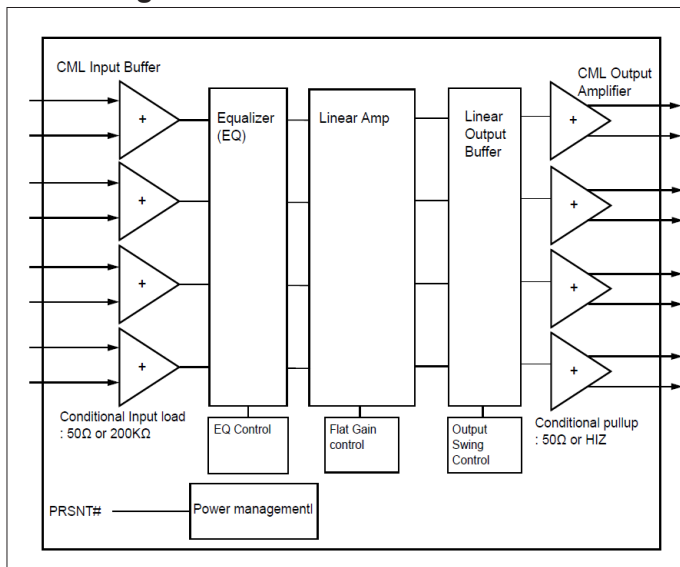 CML Input Buffer
CML Output
Amplifier
+
+
+
+
Equalizer
(EQ)
Linear Amp
Linear
Output
Buffer
+
+
+
+
Conditional Input load
: 50Ω or 200KΩ
EQ Control
Flat Gain
control
Output
Swing
Control
Conditional pullup
: 50Ω or HIZ
PRSNT#
Power managementl